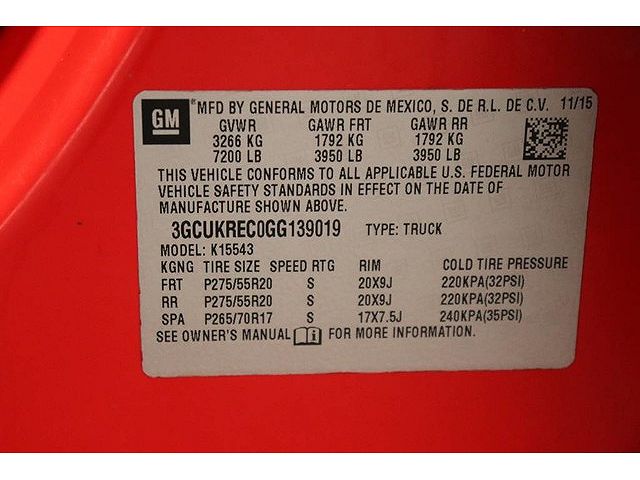 GM ®MFD BY GENERAL MOTORS DE MEXICO, S. DE R.L. DE C.V. 11/15
GVWR GAWR FRT GAWR RR
3266 KG 1792 KG 1792 KG
7200 LB 3950 LB 3950 LB
THIS VEHICLE CONFORMS TO ALL APPLICABLE U.S. FEDERAL MOTOR
VEHICLE SAFETY STANDARDS IN EFFECT ON THE DATE OF
MANUFACTURE SHOWN ABOVE.
3GCUKREC0GG139019 TYPE: TRUCK
MODEL: K15543
KGNG TIRE SIZE SPEED RTG RIM COLD TIRE PRESSURE
FRT P275/55R20 S 20X9J 220KPA(32PSI)
RR P275/55R20 S 20X9J 220KPA(32PSI)
SPA P265/70R17 S 17X7.5J 240KPA(35PSI)
SEE OWNER'S MANUAL FOR MORE INFORMATION.